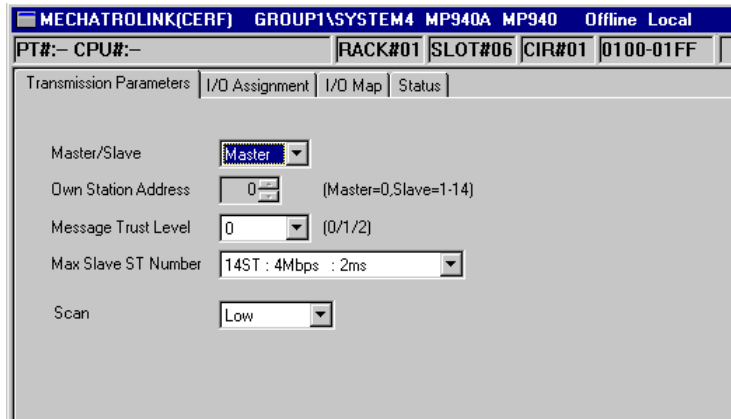 MECHATROLINK(CERF) GROUP1\SYSTEM4 MP940A MP940 Offline Local
PT#:– CPU#:– RACK#01 SLOT#06 CIR#01 0100-01FF
Transmission Parameters I/O Assignment I/O Map Status
Master/Slave Master
Own Station Address 0 (Master=0,Slave=1-14)
Message Trust Level 0 (0/1/2)
Max Slave ST Number 14ST : 4Mbps : 2ms
Scan Low